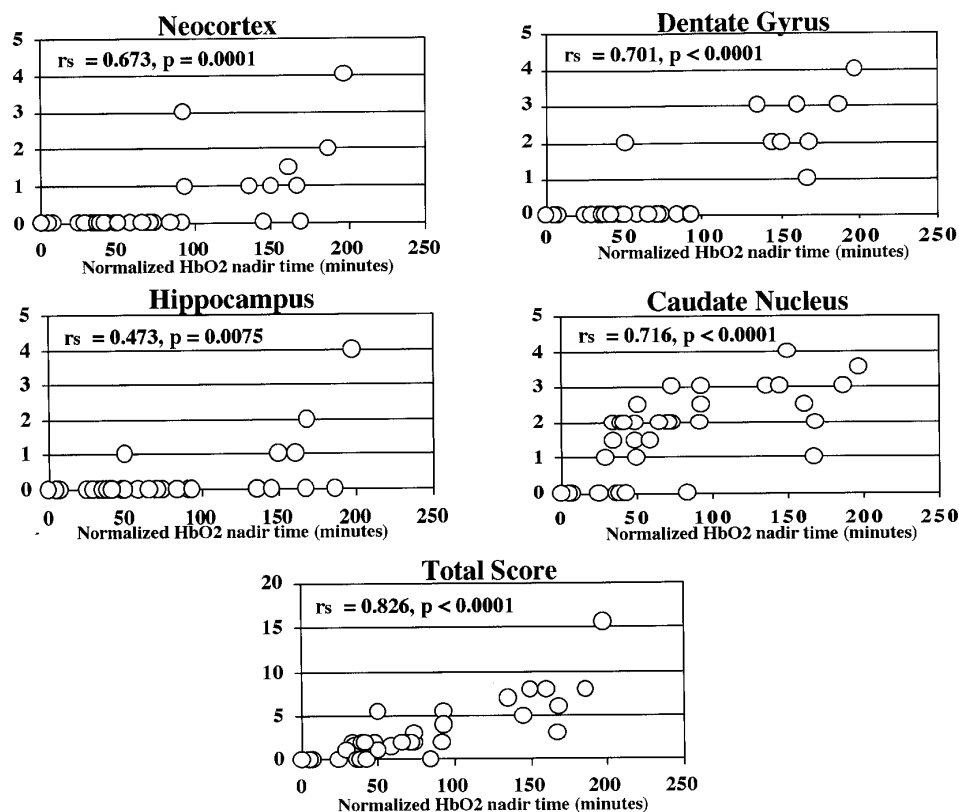 Neocortex
rs = 0.673, p = 0.0001
5
4
3
2
1
0
0 50 100 150 200 250
Normalized HbO2 nadir time (minutes)
Dentate Gyrus
rs = 0.701, p < 0.0001
5
4
3
2
1
0
0 50 100 150 200 250
Normalized HbO2 nadir time (minutes)
Hippocampus
rs = 0.473, p = 0.0075
5
4
3
2
1
0
0 50 100 150 200 250
Normalized HbO2 nadir time (minutes)
Caudate Nucleus
rs = 0.716, p < 0.0001
5
4
3
2
1
0
0 50 100 150 200 250
Normalized HbO2 nadir time (minutes)
Total Score
rs = 0.826, p < 0.0001
20
15
10
5
0
0 50 100 150 200 250
Normalized HbO2 nadir time (minutes)